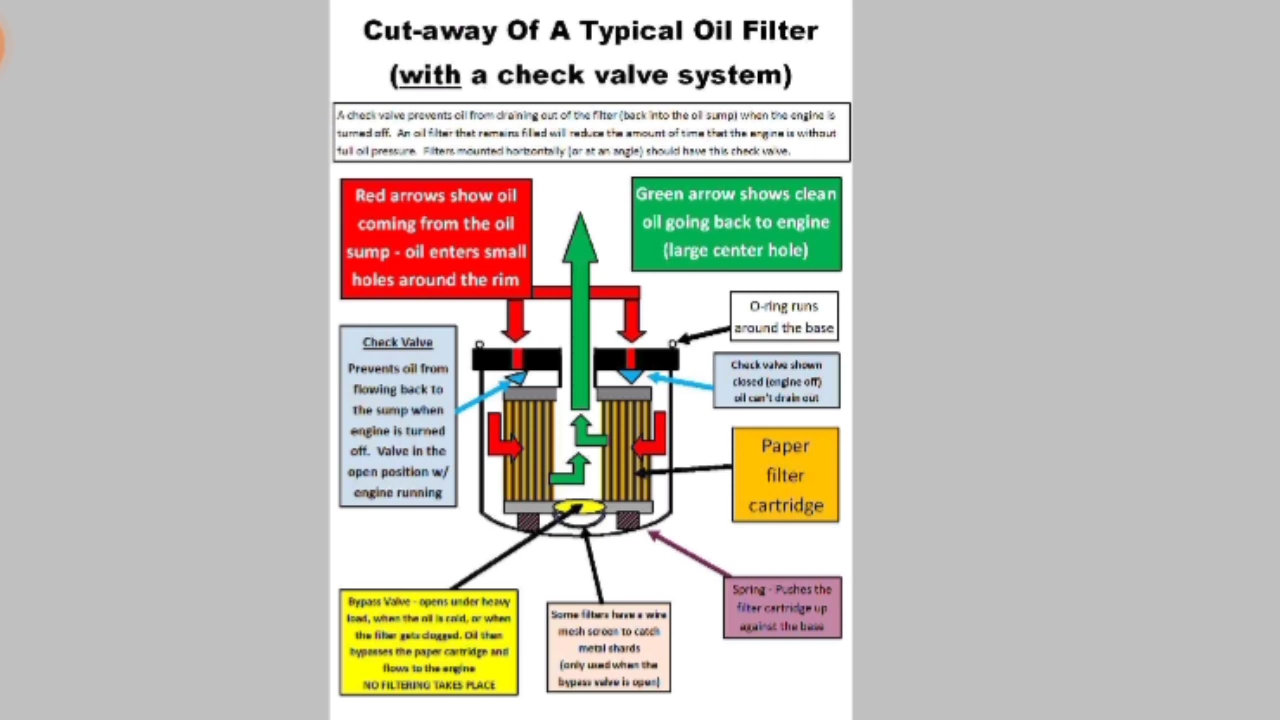 Cut-away Of A Typical Oil Filter
(with a check valve system)
A check valve prevents oil from draining out of the filter (back into the oil sump) when the engine is
turned off. An oil filter that remains filled will reduce the amount of time that the engine is without
full oil pressure. Filters mounted horizontally (or at an angle) should have this check valve.
Red arrows show oil
coming from the oil
sump - oil enters small
holes around the rim
Green arrow shows clean
oil going back to engine
(large center hole)
O-ring runs
around the base
Check Valve
Prevents oil from
flowing back to
the sump when
engine is turned
off. Valve in the
open position w/
engine running
Check valve shown
closed (engine off)
oil can't drain out
Paper
filter
cartridge
Bypass Valve - opens under heavy
load, when the oil is cold, or when
the filter gets clogged. Oil then
bypasses the paper cartridge and
flows to the engine
NO FILTERING TAKES PLACE
Some filters have a wire
mesh screen to catch
metal shards
(only used when the
bypass valve is open)
Spring - Pushes the
filter cartridge up
against the base